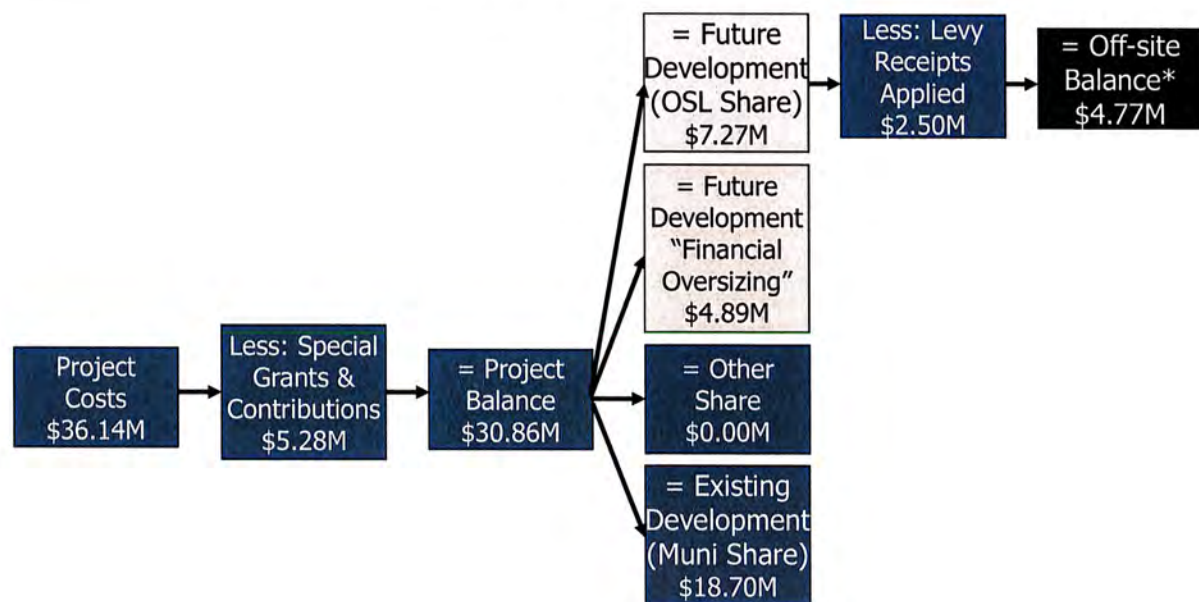 Project
Costs
$36.14M
Less: Special
Grants &
Contributions
$5.28M
= Project
Balance
$30.86M
= Future
Development
(OSL Share)
$7.27M
Less: Levy
Receipts
Applied
$2.50M
= Off-site
Balance*
$4.77M
= Future
Development
“Financial
Oversizing”
$4.89M
= Other
Share
$0.00M
= Existing
Development
(Muni Share)
$18.70M